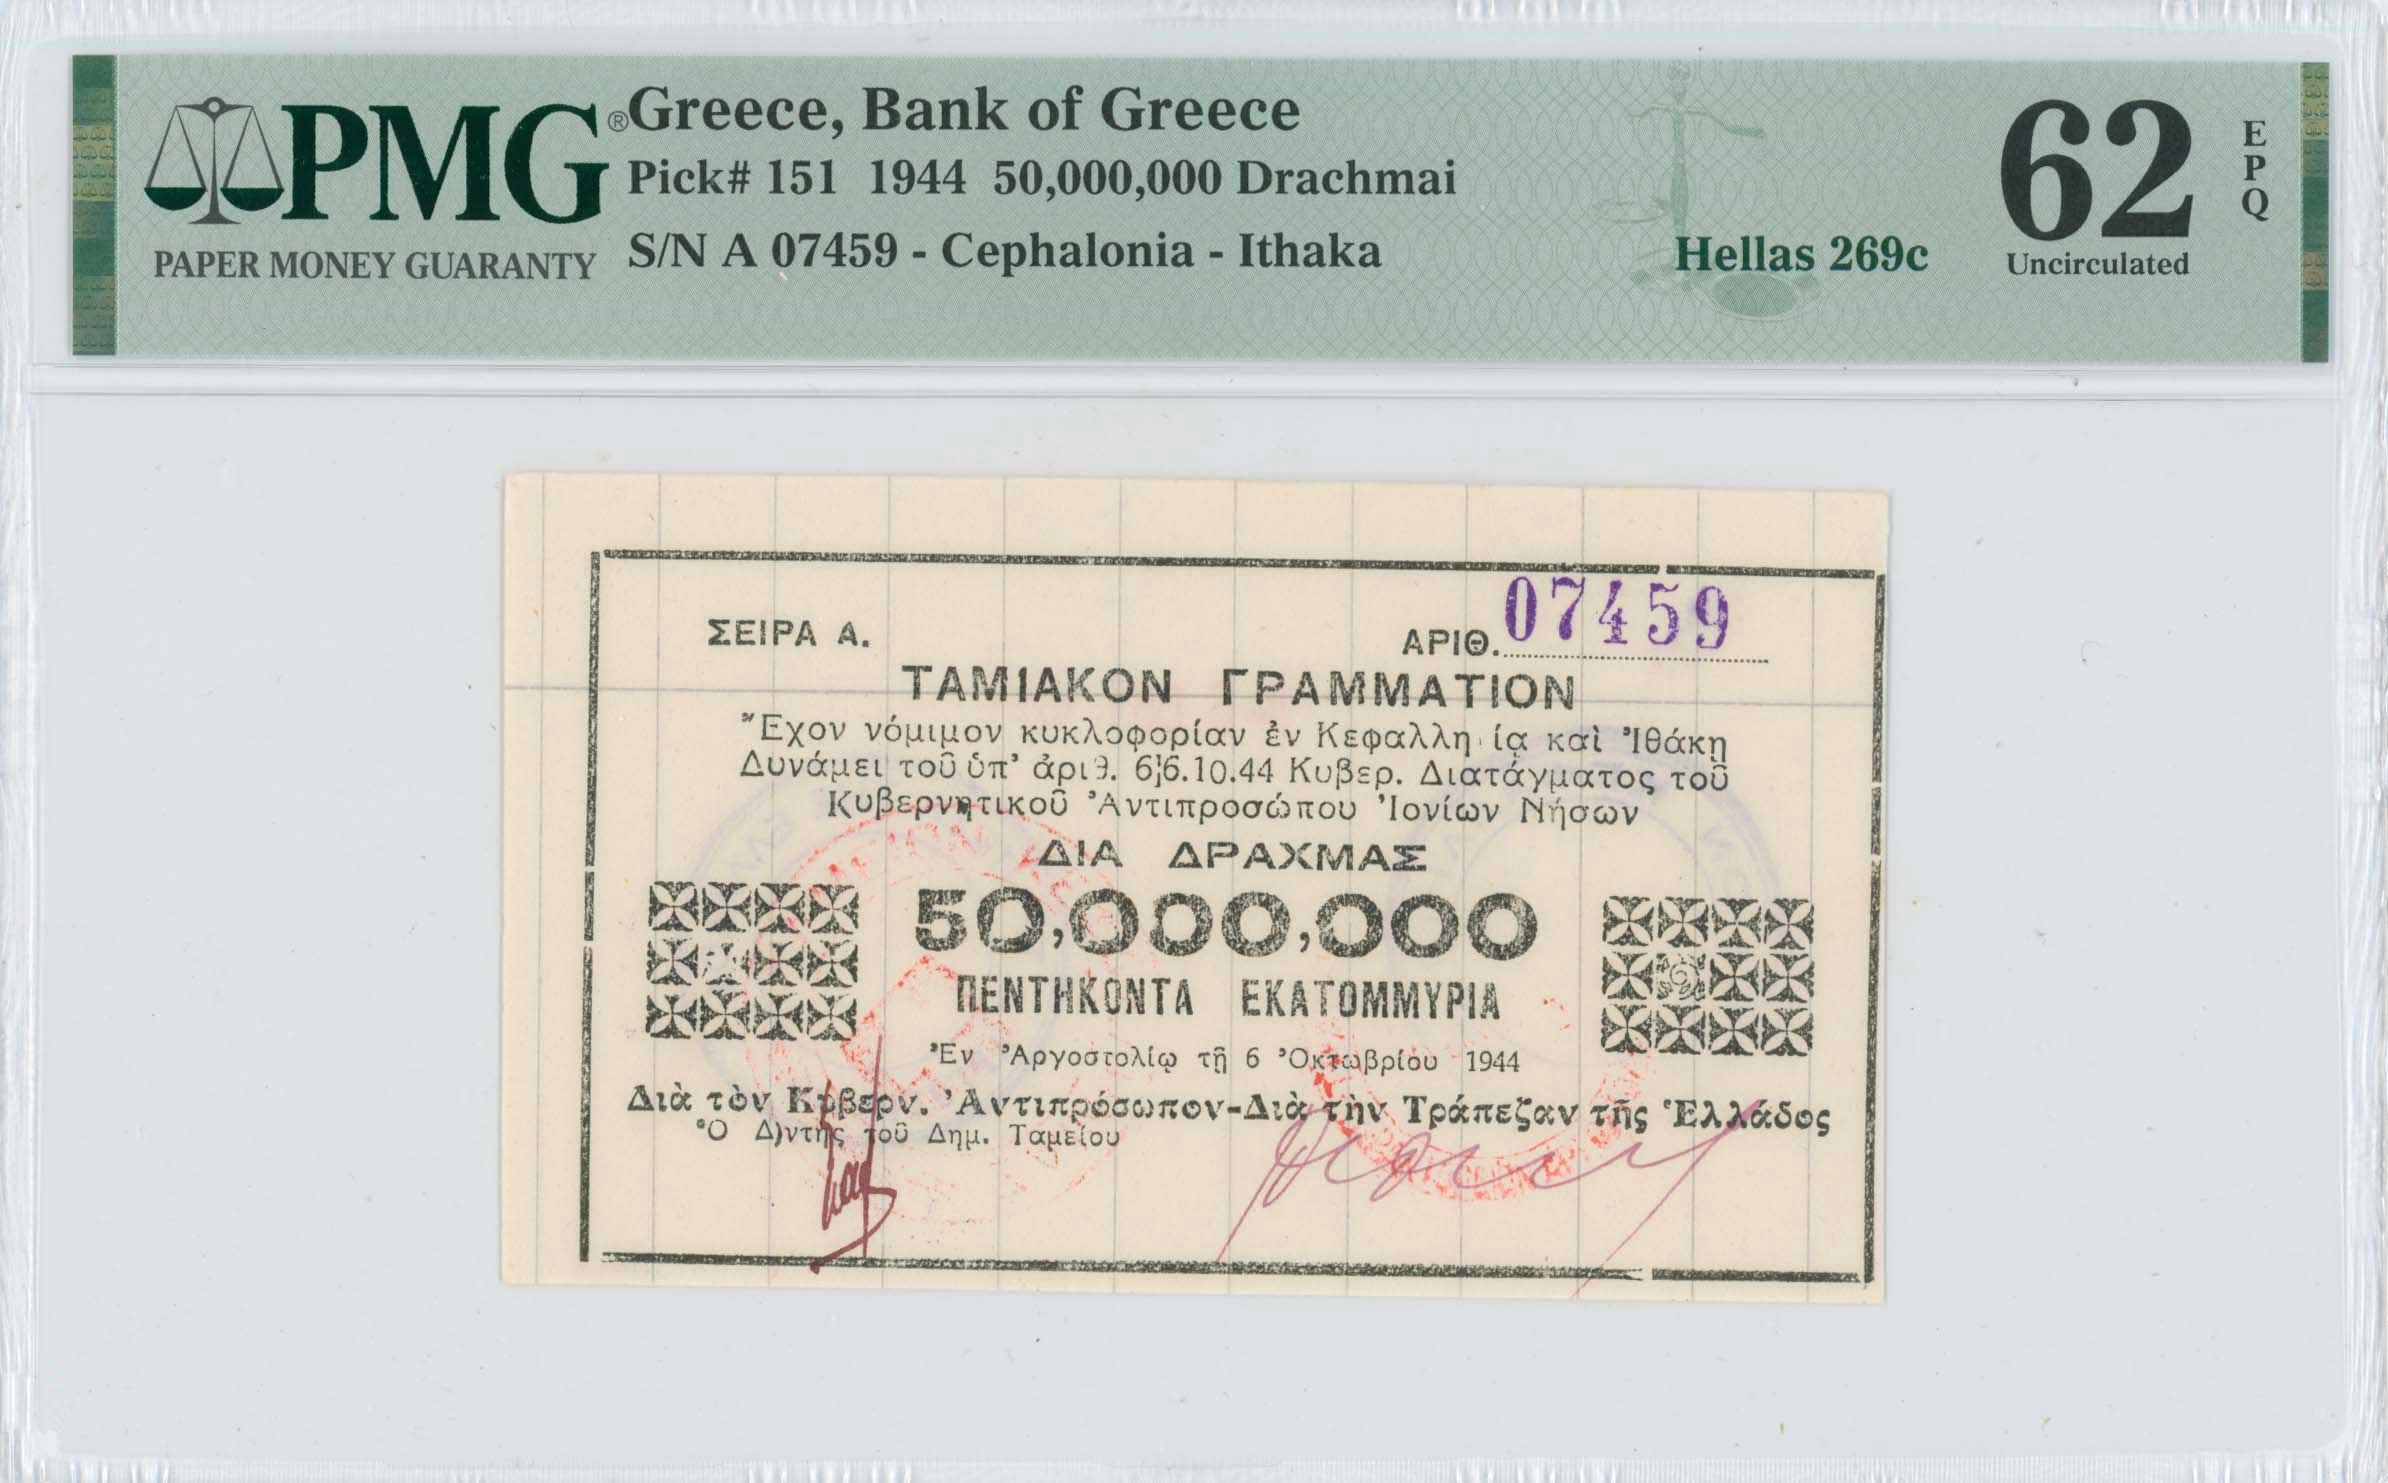 PMG®
PAPER MONEY GUARANTY
Greece, Bank of Greece
Pick# 151 1944 50,000,000 Drachmai
S/N A 07459 - Cephalonia - Ithaka
Hellas 269c
62
Uncirculated
EPQ
ΣΕΙΡΑ Α.
ΑΡΙΘ. 07459
ΤΑΜΙΑΚΟΝ ΓΡΑΜΜΑΤΙΟΝ
Ἔχον νόμιμον κυκλοφορίαν ἐν Κεφαλλη ίᾳ καὶ Ἰθάκῃ
Δυνάμει τοῦ ὑπ' ἀριθ. 6)6.10.44 Κυβερ. Διατάγματος τοῦ
Κυβερνητικοῦ Ἀντιπροσώπου Ἰονίων Νήσων
ΔΙΑ ΔΡΑΧΜΑΣ
50,000,000
ΠΕΝΤΗΚΟΝΤΑ ΕΚΑΤΟΜΜΥΡΙΑ
Ἐν Ἀργοστολίῳ τῇ 6 Ὀκτωβρίου 1944
Διὰ τὸν Κυβερν. Ἀντιπρόσωπον-Διὰ τὴν Τράπεζαν τῆς Ἑλλάδος
Ὁ Δ)ντὴς τοῦ Δημ. Ταμείου